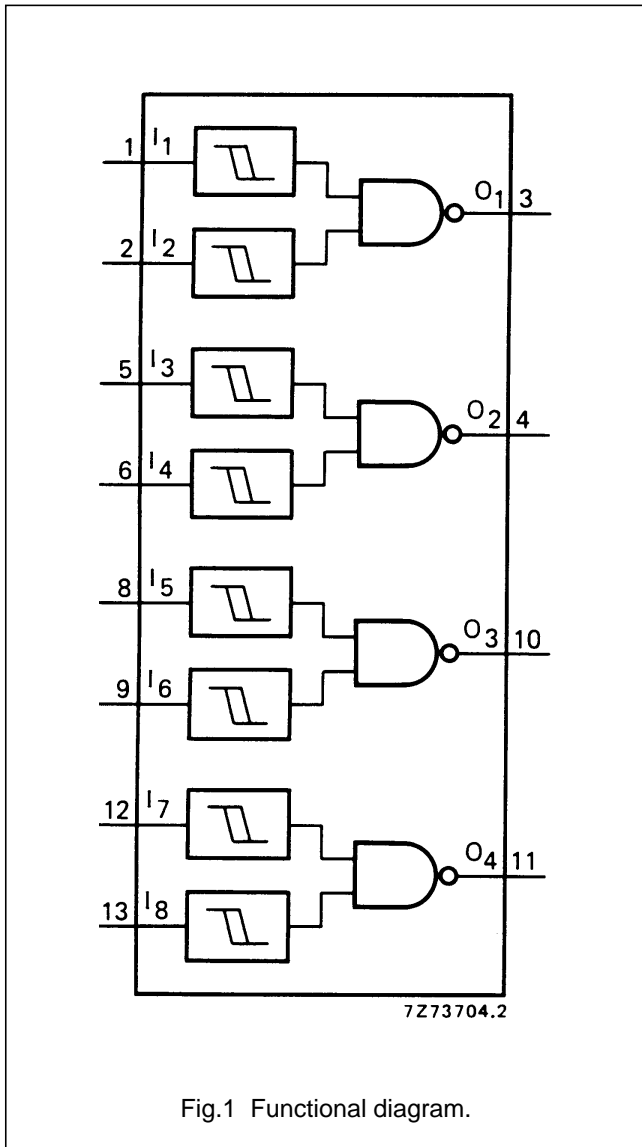 1 I1
O1 3
2 I2
5 I3
O2 4
6 I4
8 I5
O3 10
9 I6
12 I7
O4 11
13 I8
7Z73704.2
Fig.1 Functional diagram.